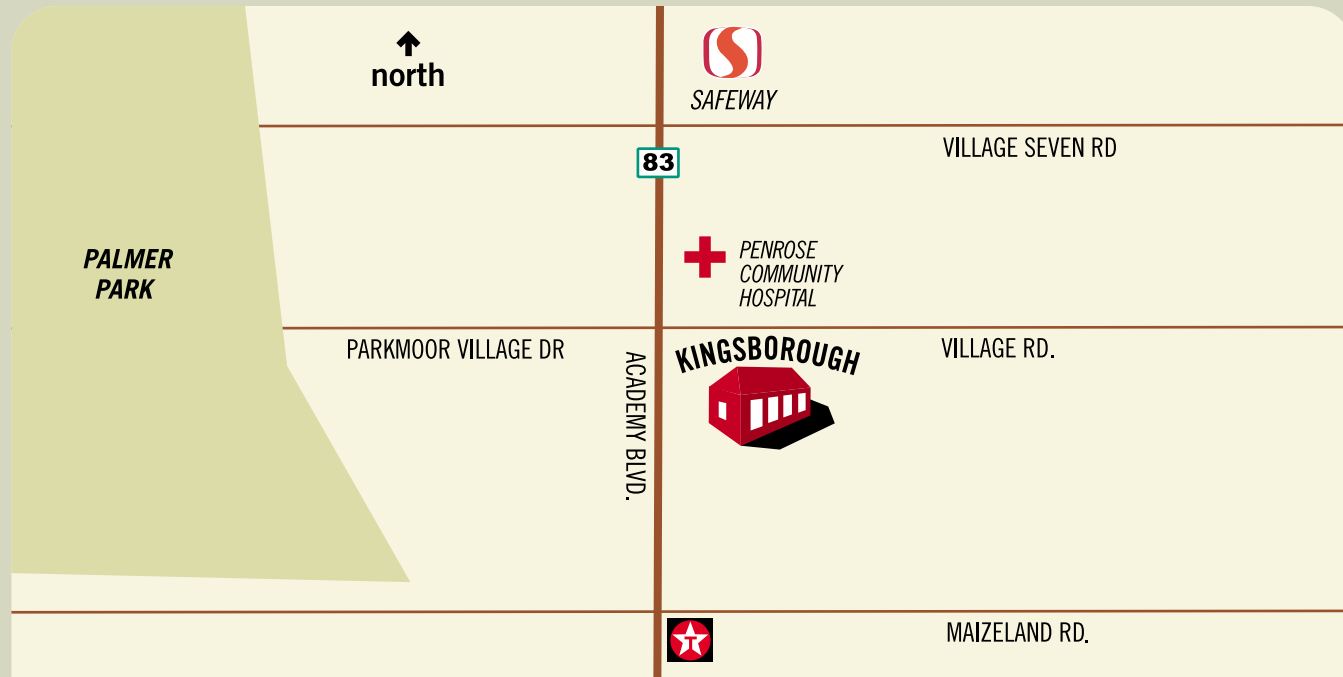 north
SAFEWAY
VILLAGE SEVEN RD
83
PALMER
PARK
PENROSE
COMMUNITY
HOSPITAL
PARKMOOR VILLAGE DR
ACADEMY BLVD.
KINGSBOROUGH
VILLAGE RD.
T
MAIZELAND RD.